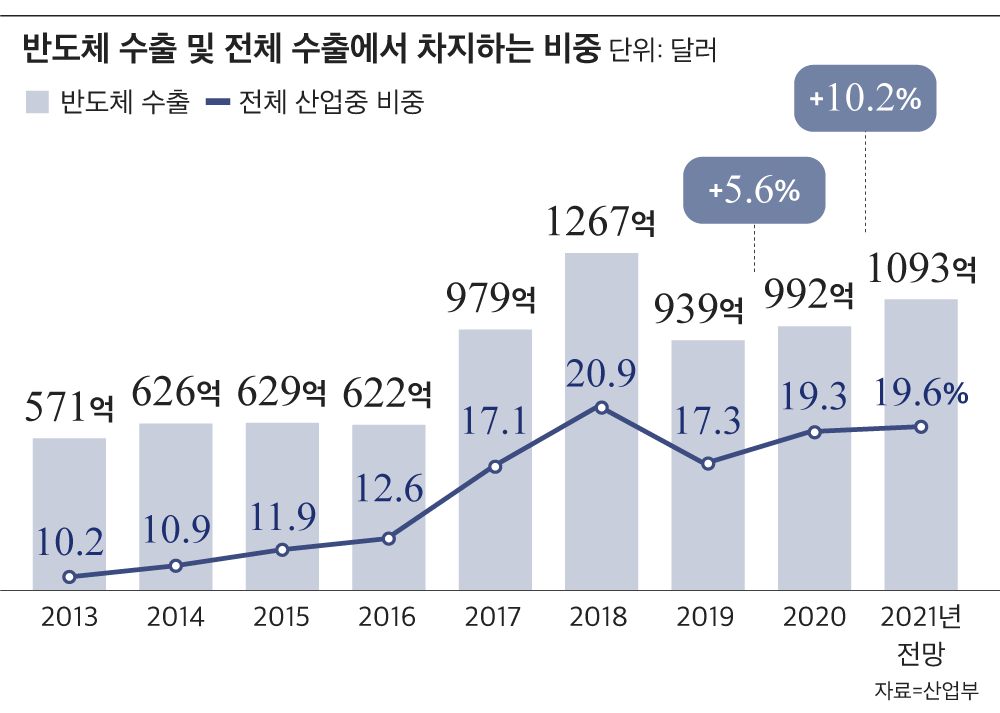 반도체 수출 및 전체 수출에서 차지하는 비중 단위: 달러
반도체 수출 전체 산업중 비중
+10.2%
+5.6%
571억 626억 629억 622억 979억 1267억 939억 992억 1093억
10.2 10.9 11.9 12.6 17.1 20.9 17.3 19.3 19.6%
2013 2014 2015 2016 2017 2018 2019 2020 2021년
전망
자료=산업부